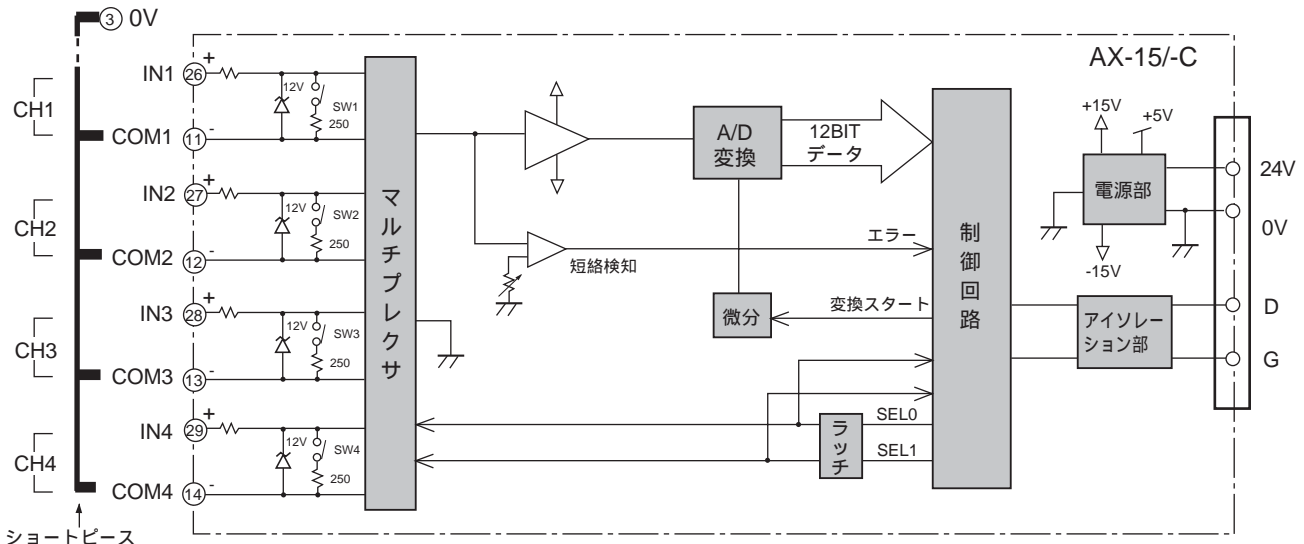 ③ 0V
AX-15/-C
CH1
IN1 ㉖ +
12V
SW1
250
COM1 ⑪ -
CH2
IN2 ㉗ +
12V
SW2
250
COM2 ⑫ -
CH3
IN3 ㉘ +
12V
SW3
250
COM3 ⑬ -
CH4
IN4 ㉙ +
12V
SW4
250
COM4 ⑭ -
ショートピース
マルチプレクサ
A/D
変換
12BIT
データ
短絡検知
エラー
微分
変換スタート
ラッチ
SEL0
SEL1
制御回路
+15V
+5V
電源部
-15V
アイソレー
ション部
24V
0V
D
G